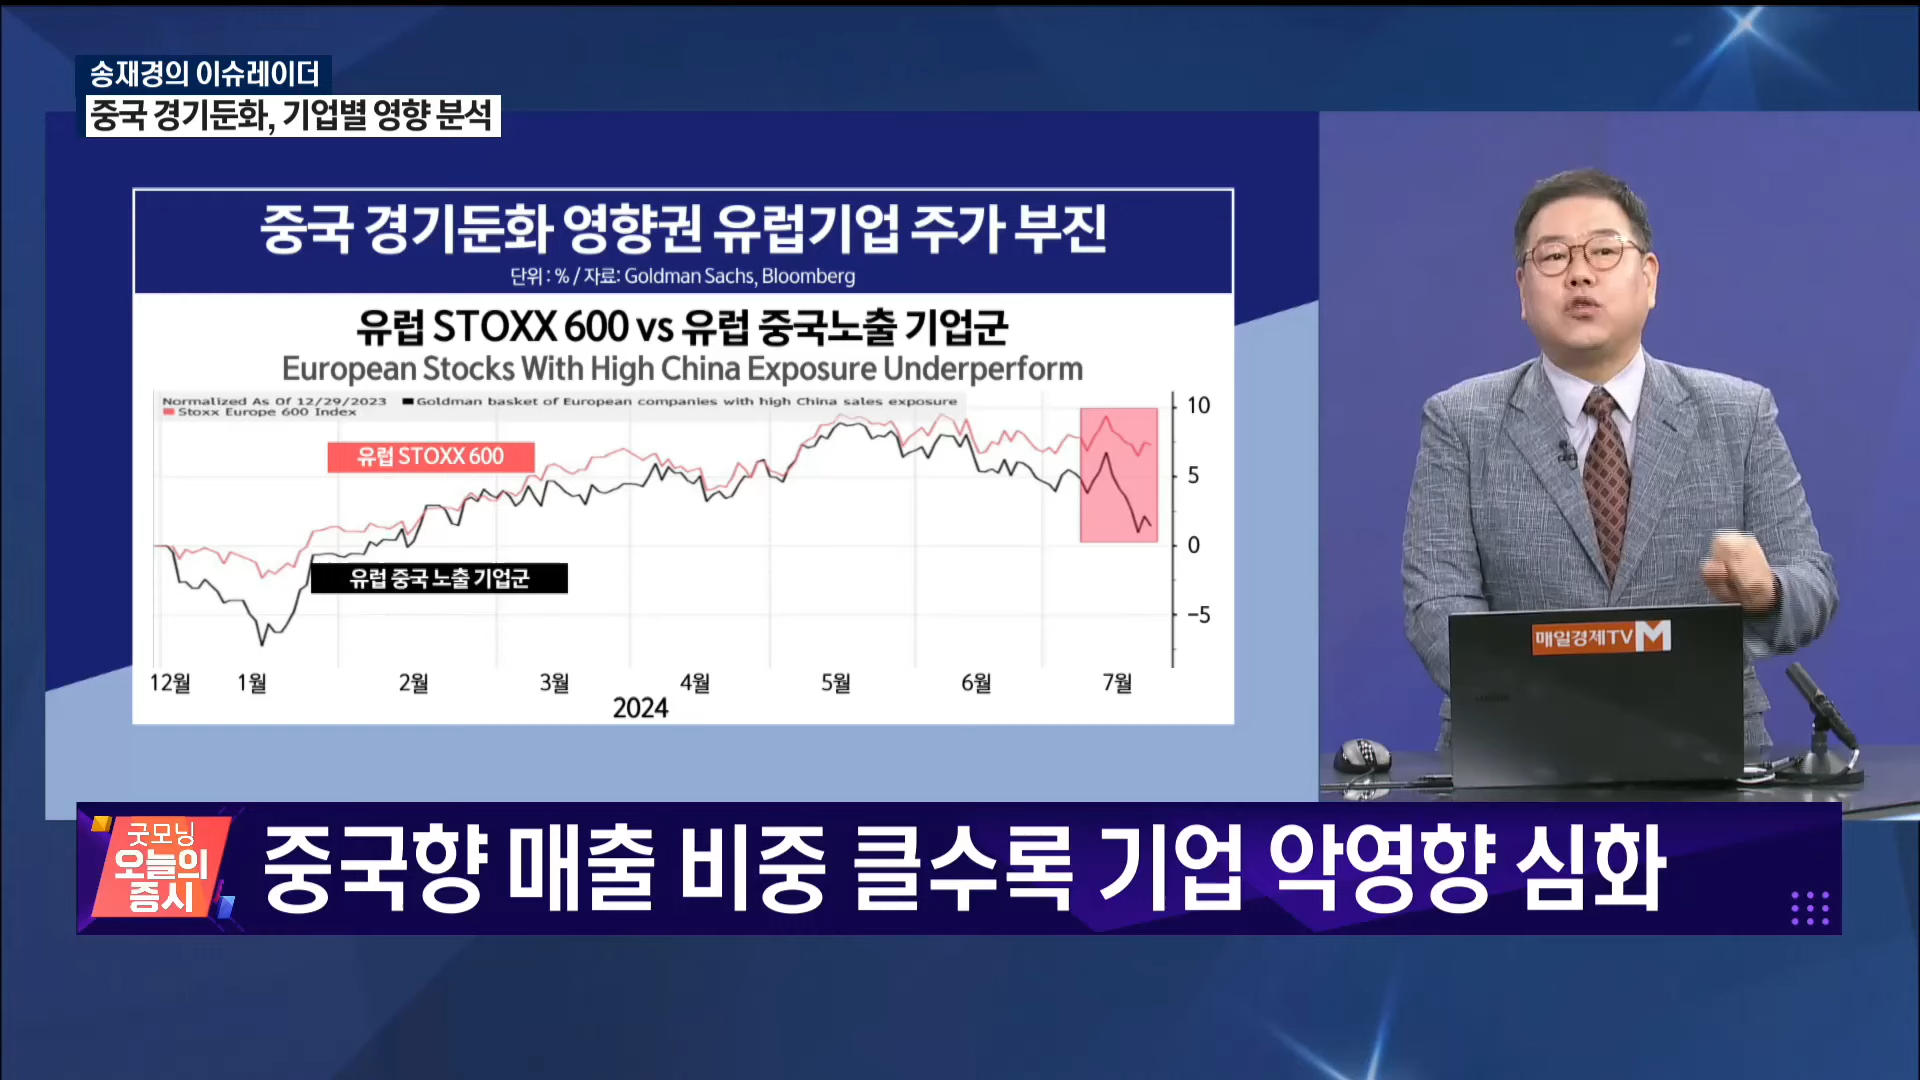 송재경의 이슈레이더
중국 경기둔화, 기업별 영향 분석
중국 경기둔화 영향권 유럽기업 주가 부진
단위 : % / 자료: Goldman Sachs, Bloomberg
유럽 STOXX 600 vs 유럽 중국노출 기업군
European Stocks With High China Exposure Underperform
Normalized As Of 12/29/2023 Goldman basket of European companies with high China sales exposure
Stoxx Europe 600 Index
유럽 STOXX 600
유럽 중국 노출 기업군
10
5
0
-5
12월 1월 2월 3월 4월 5월 6월 7월
2024
매일경제TV M
굿모닝
오늘의
증시
중국향 매출 비중 클수록 기업 악영향 심화